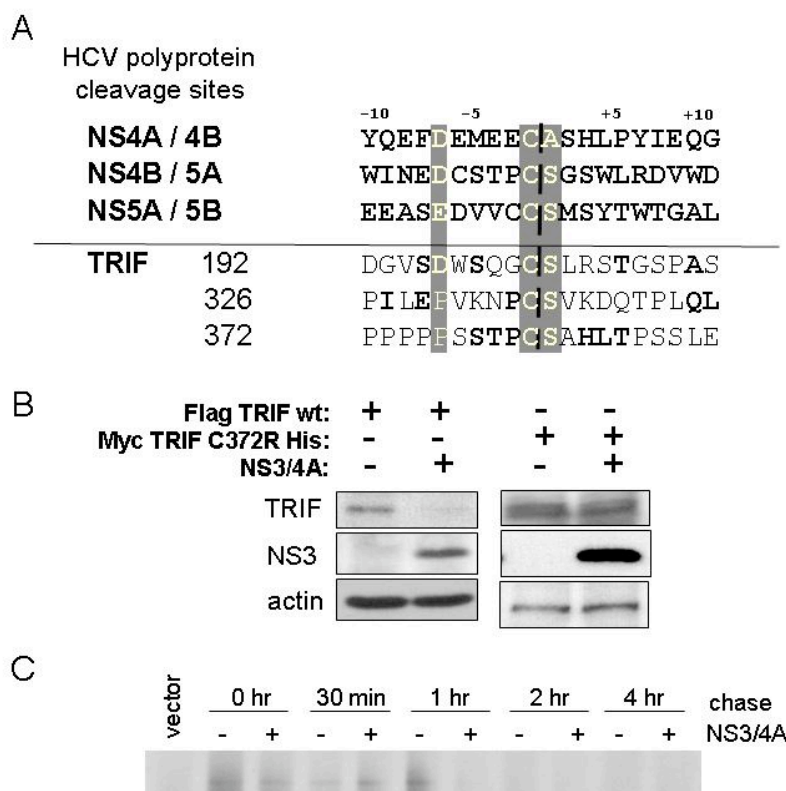 A
HCV polyprotein
cleavage sites
-10 -5 +5 +10
NS4A / 4B YQEFDEMEECASHLPYIEQG
NS4B / 5A WINEDCSTPCSGSWLRDVWD
NS5A / 5B EEASEDVVCCSMSYTWTGAL
TRIF 192 DGVSDWSQGCSLRSTGSPAS
326 PILEPVKNPCSVKDQTPLQL
372 PPPPPSSTPCSAHLTPSSLE
B
Flag TRIF wt: + + - -
Myc TRIF C372R His: - - + +
NS3/4A: - + - +
TRIF
NS3
actin
C
vector 0 hr 30 min 1 hr 2 hr 4 hr chase
- + - + - + - + - + NS3/4A